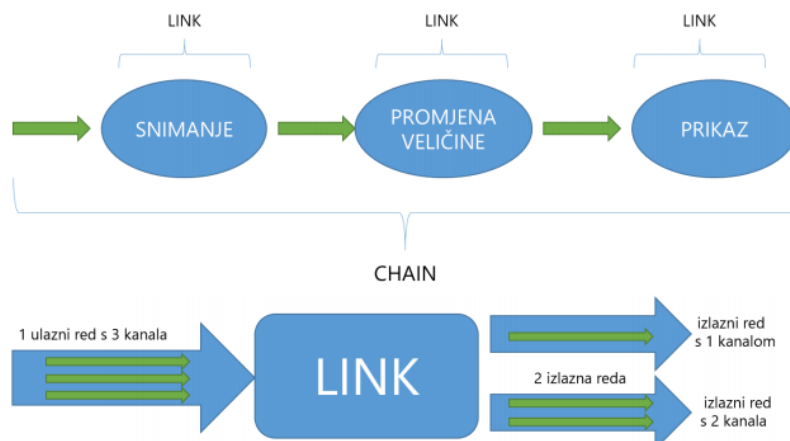 LINK
LINK
LINK
SNIMANJE
PROMJENA
VELIČINE
PRIKAZ
CHAIN
1 ulazni red s 3 kanala
LINK
izlazni red
s 1 kanalom
2 izlazna reda
izlazni red
s 2 kanala